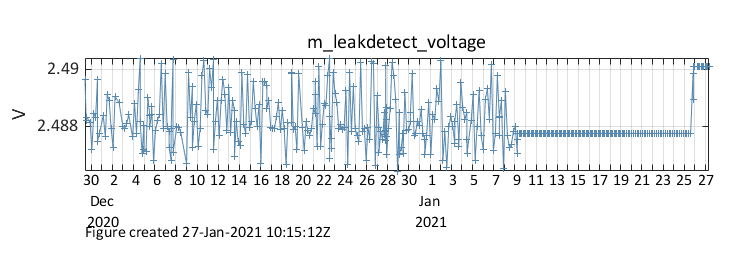 m_leakdetect_voltage
2.49
2.488
V
30 2 4 6 8 10 12 14 16 18 20 22 24 26 28 30 1 3 5 7 9 11 13 15 17 19 21 23 25 27
Dec Jan
2020 2021
Figure created 27-Jan-2021 10:15:12Z